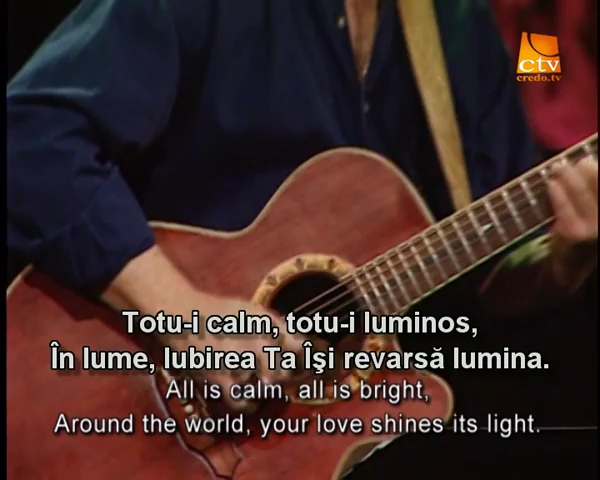 ctv
credo.tv
Totu-i calm, totu-i luminos,
În lume, Iubirea Ta Îşi revarsă lumina.
All is calm, all is bright,
Around the world, your love shines its light.